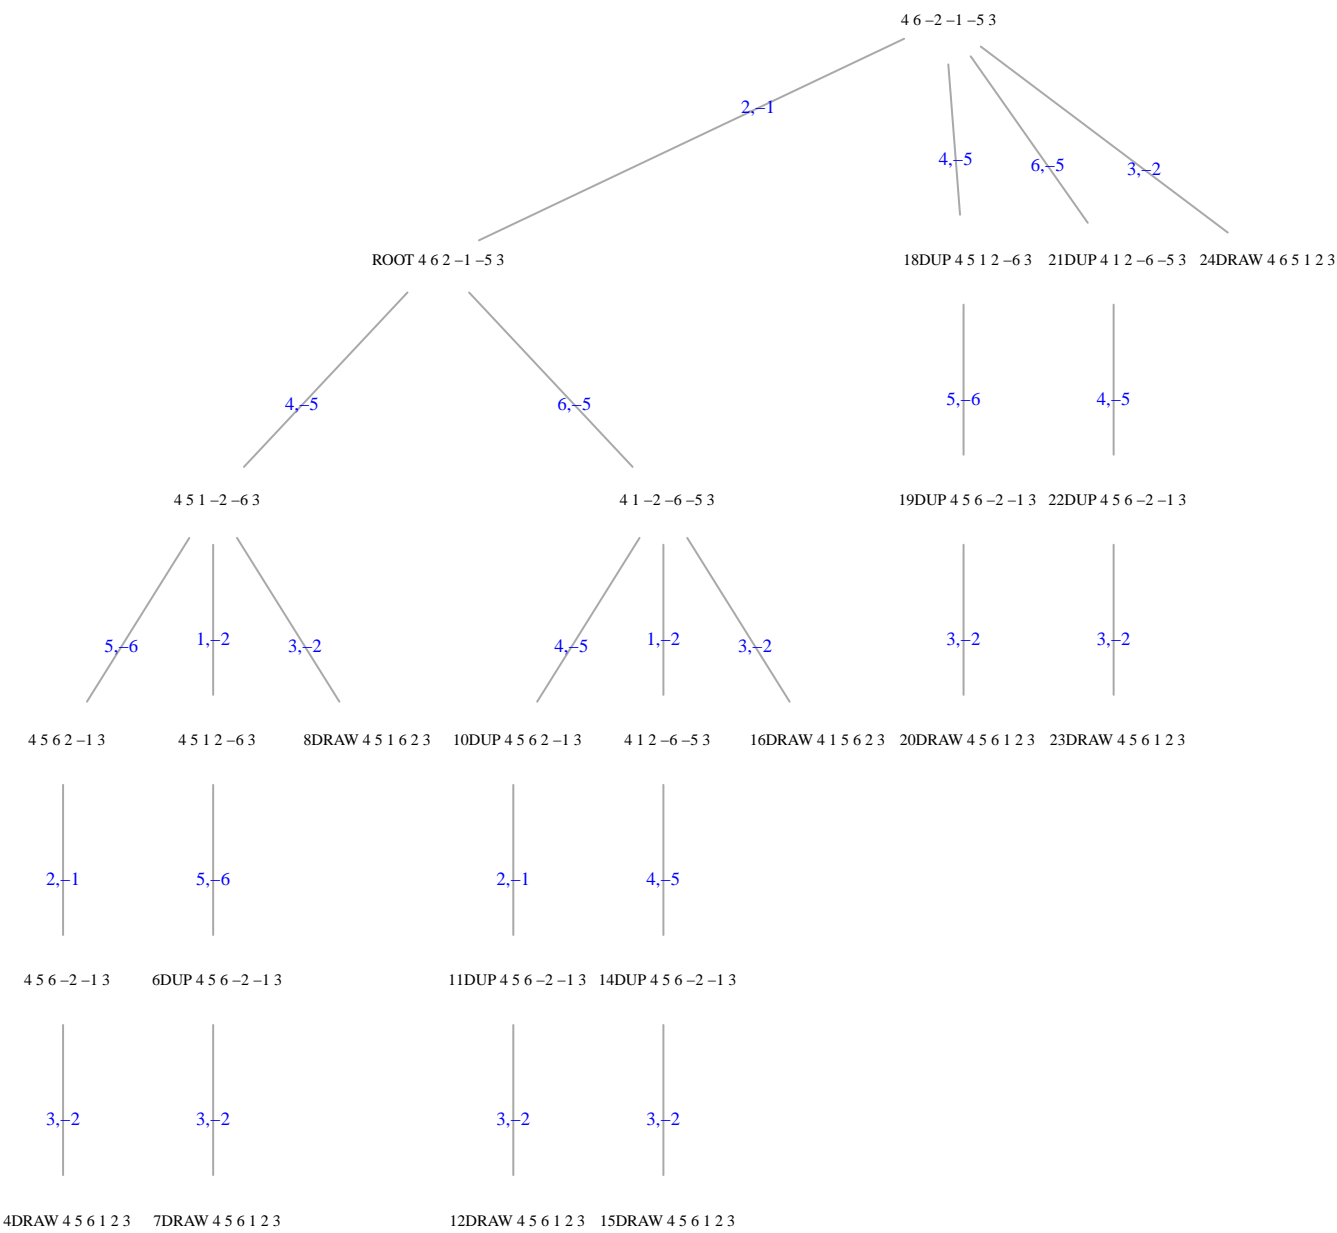 4 6 –2 –1 –5 3
2,–1
4,–5
6,–5
3,–2
ROOT 4 6 2 –1 –5 3
18DUP 4 5 1 2 –6 3
21DUP 4 1 2 –6 –5 3
24DRAW 4 6 5 1 2 3
4,–5
6,–5
5,–6
4,–5
4 5 1 –2 –6 3
4 1 –2 –6 –5 3
19DUP 4 5 6 –2 –1 3
22DUP 4 5 6 –2 –1 3
5,–6
1,–2
3,–2
4,–5
1,–2
3,–2
3,–2
3,–2
4 5 6 2 –1 3
4 5 1 2 –6 3
8DRAW 4 5 1 6 2 3
10DUP 4 5 6 2 –1 3
4 1 2 –6 –5 3
16DRAW 4 1 5 6 2 3
20DRAW 4 5 6 1 2 3
23DRAW 4 5 6 1 2 3
2,–1
5,–6
2,–1
4,–5
4 5 6 –2 –1 3
6DUP 4 5 6 –2 –1 3
11DUP 4 5 6 –2 –1 3
14DUP 4 5 6 –2 –1 3
3,–2
3,–2
3,–2
3,–2
4DRAW 4 5 6 1 2 3
7DRAW 4 5 6 1 2 3
12DRAW 4 5 6 1 2 3
15DRAW 4 5 6 1 2 3